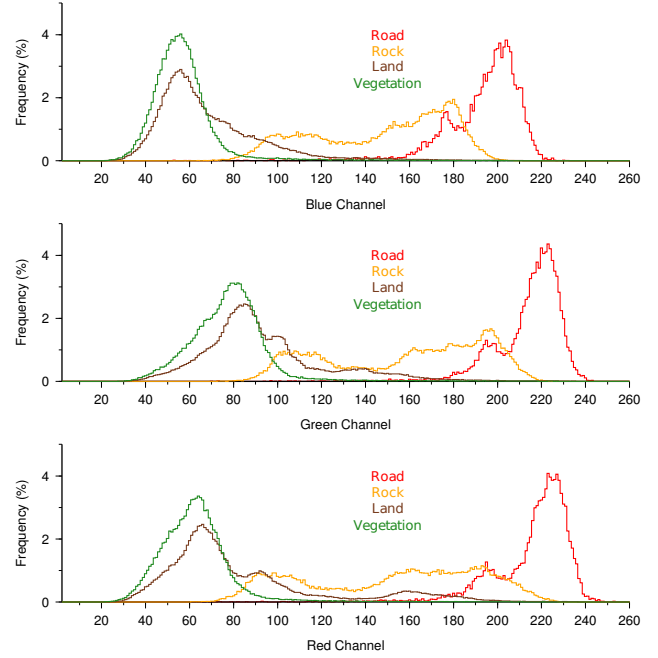 Frequency (%)
4
2
0
Road
Rock
Land
Vegetation
20 40 60 80 100 120 140 160 180 200 220 240 260
Blue Channel
Frequency (%)
4
2
0
Road
Rock
Land
Vegetation
20 40 60 80 100 120 140 160 180 200 220 240 260
Green Channel
Frequency (%)
4
2
0
Road
Rock
Land
Vegetation
20 40 60 80 100 120 140 160 180 200 220 240 260
Red Channel